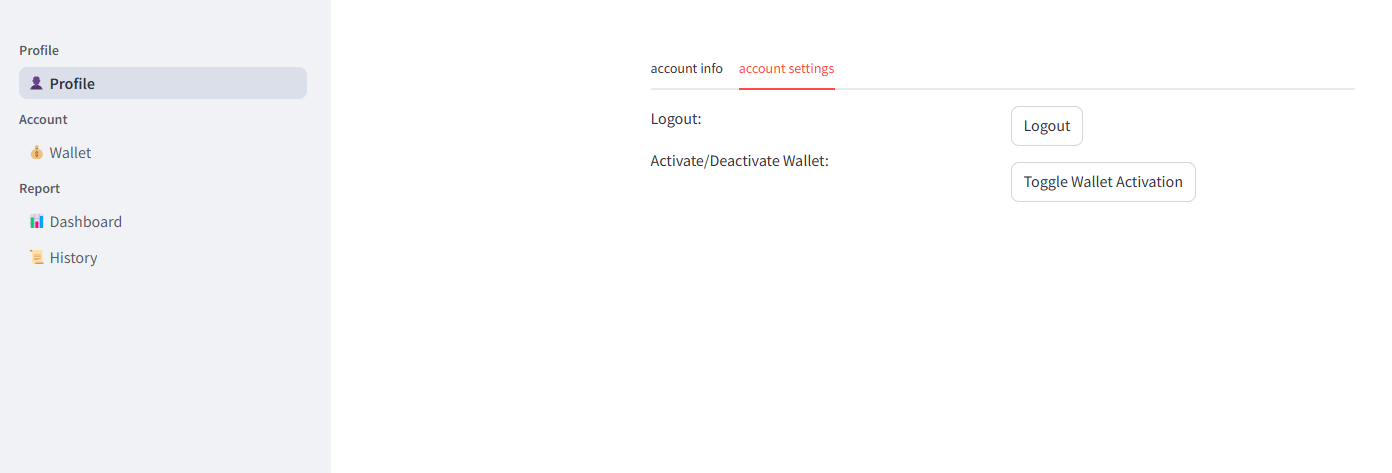 Profile
Profile
Account
Wallet
Report
Dashboard
History
account info account settings
Logout: Logout
Activate/Deactivate Wallet: Toggle Wallet Activation